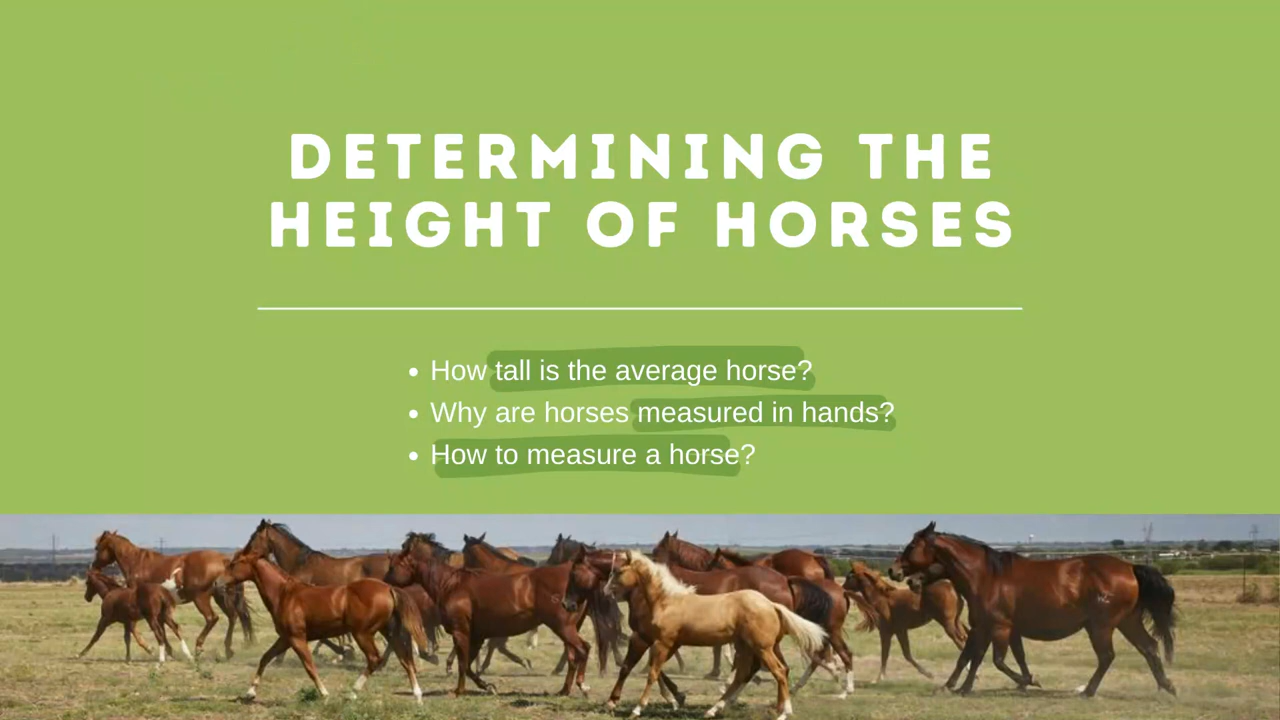 DETERMINING THE
HEIGHT OF HORSES
• How tall is the average horse?
• Why are horses measured in hands?
• How to measure a horse?